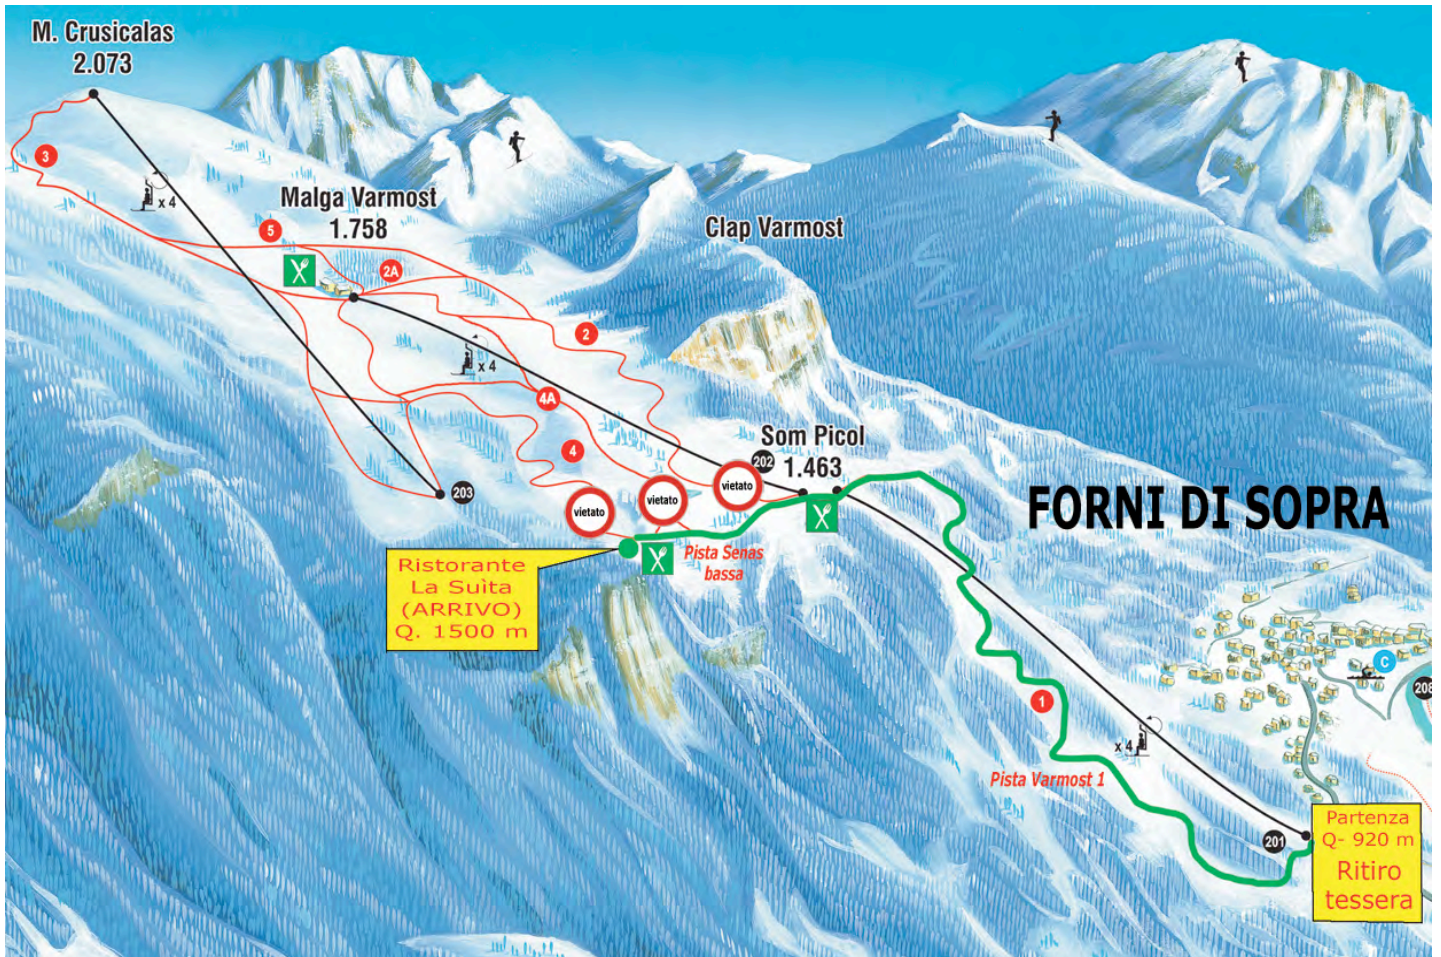 M. Crusicalas
2.073
3
x 4
Malga Varmost
1.758
5
2A
Clap Varmost
2
x 4
4A
4
Som Picol
202
1.463
203
vietato
vietato
vietato
FORNI DI SOPRA
Ristorante
La Suìta
(ARRIVO)
Q. 1500 m
Pista Senas
bassa
C
208
1
x 4
Pista Varmost 1
201
Partenza
Q- 920 m
Ritiro
tessera